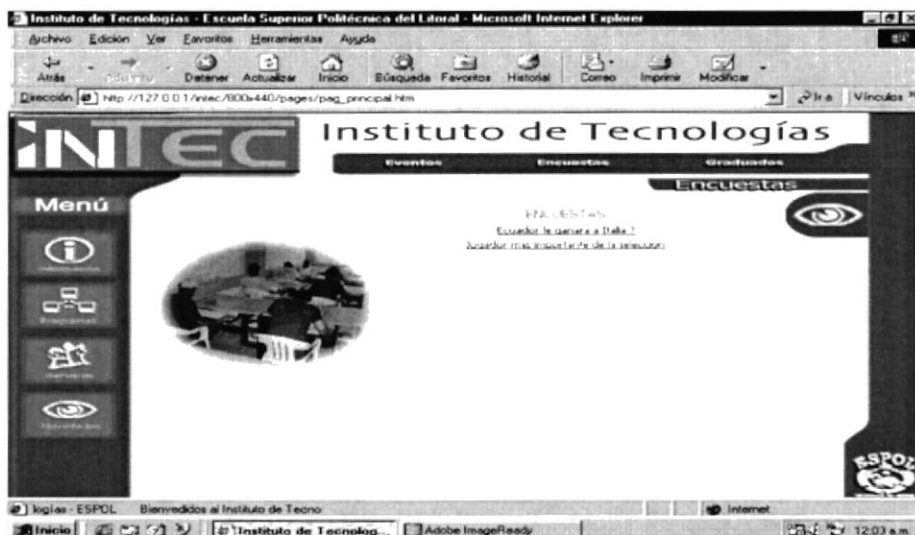 Instituto de Tecnologías - Escuela Superior Politécnica del Litoral - Microsoft Internet Explorer
Archivo Edición Ver Favoritos Herramientas Ayuda
Atrás Detener Actualizar Inicio Búsqueda Favoritos Historial Correo Imprimir Modificar
Dirección http://127.0.0.1/intec/800x440/pages/pag_principal.htm Ir a Vínculos »
iNTEC Instituto de Tecnologías
Eventos Encuestas Graduados
Encuestas
Menú
ENCUESTAS
Ecuador le ganara a Italia ?
Jugador mas importante de la seleccion
Programas
Novedades
ESPOL
logías - ESPOL Bienvedidos al Instituto de Tecno Internet
Inicio Instituto de Tecnolog... Adobe ImageReady 12:03 a.m.